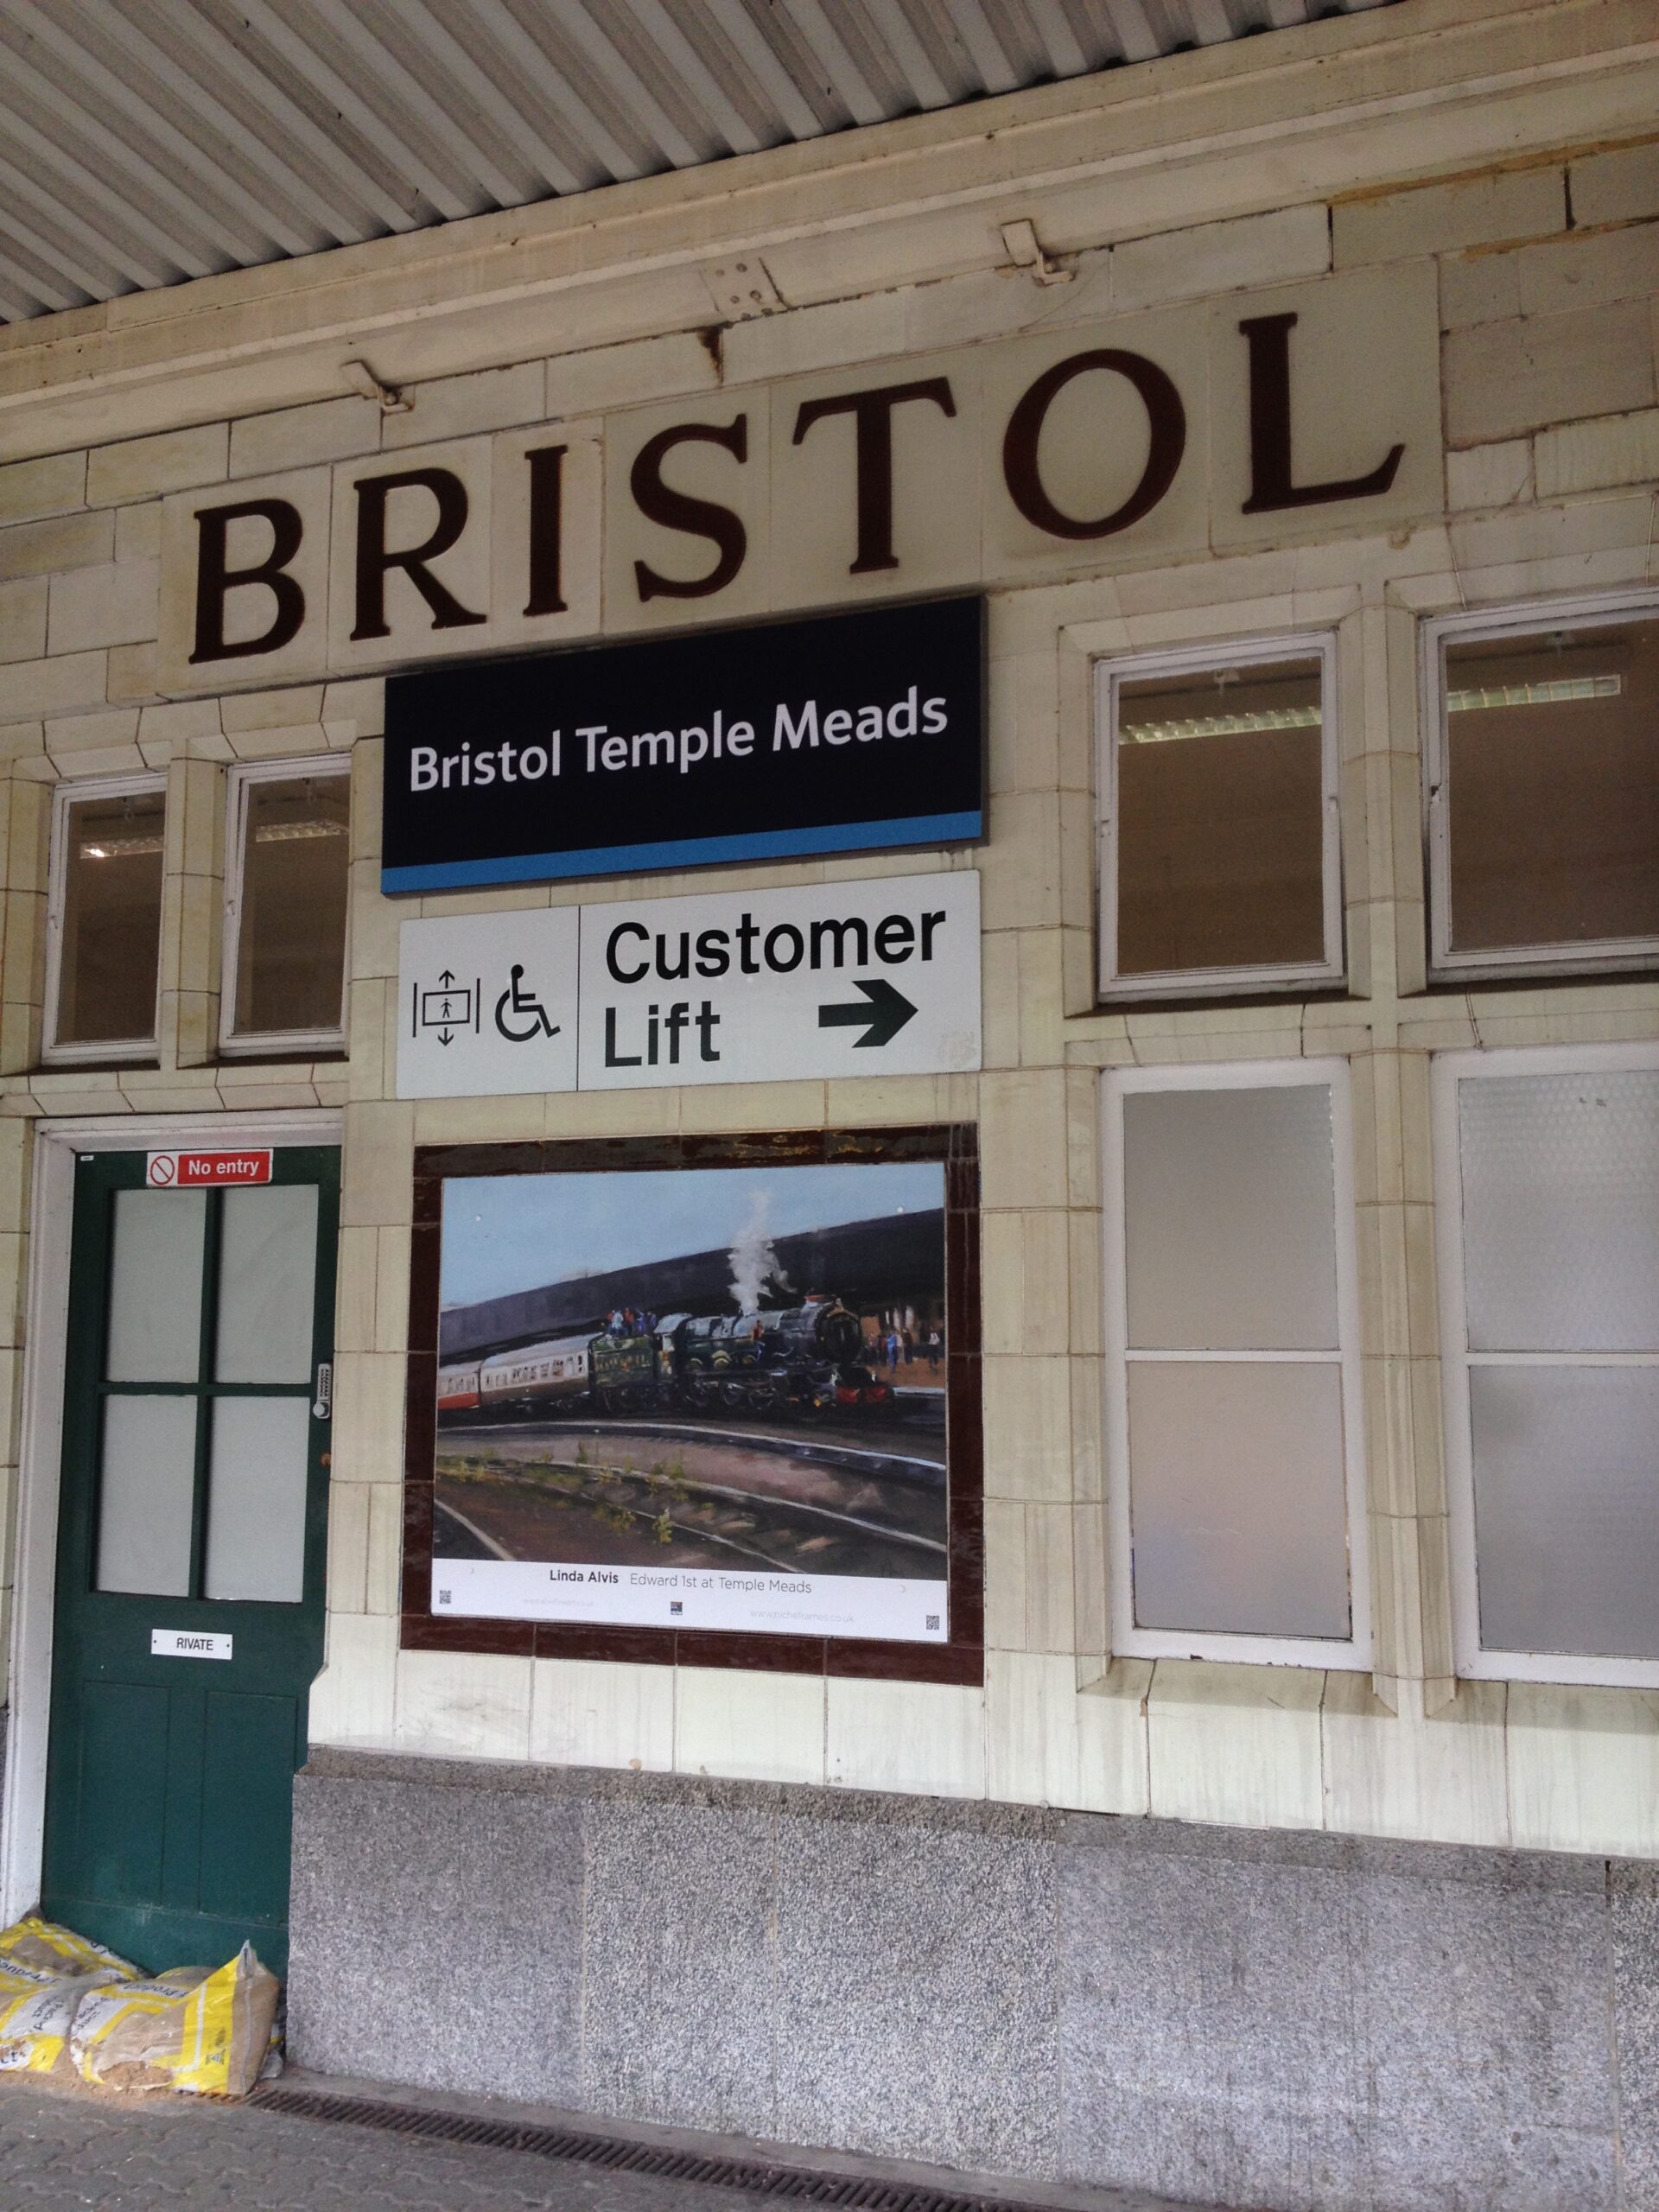 BRISTOL
Bristol Temple Meads
Customer
Lift
No entry
Linda Alvis Edward 1st at Temple Meads
RIVATE